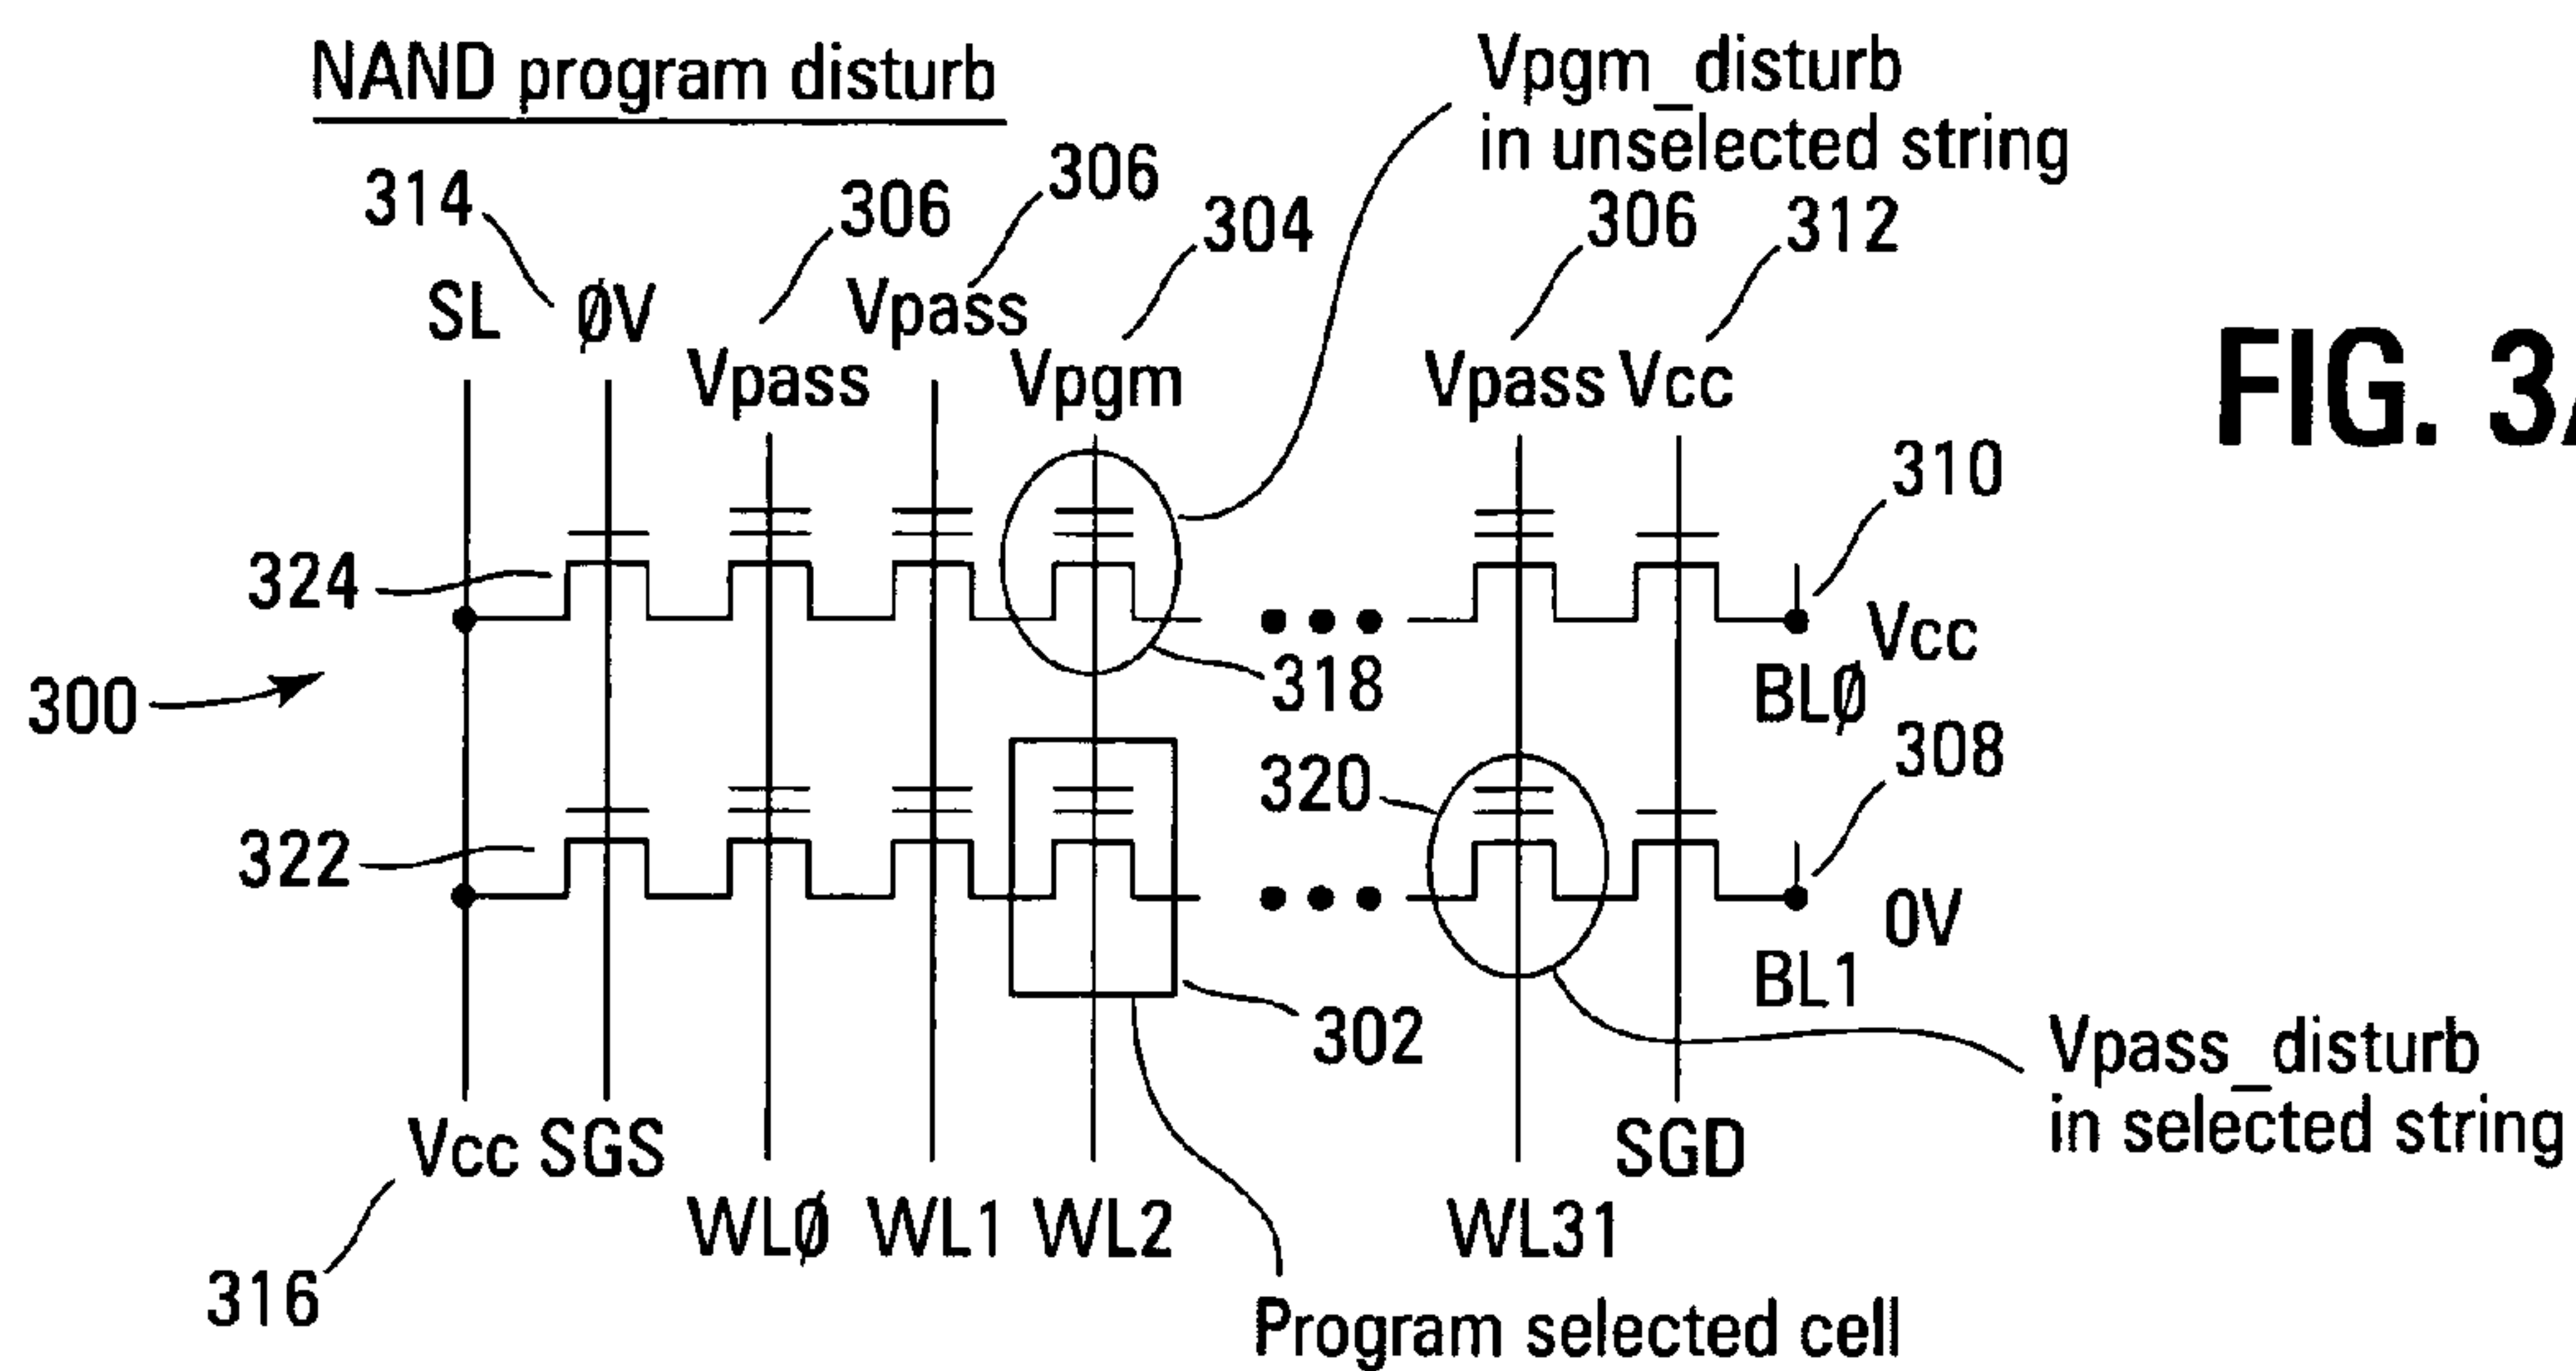 NAND program disturb
Vpgm_disturb
in unselected string
314
306
306
304
306
312
SL
ØV
Vpass
Vpass
Vpgm
Vpass
Vcc
FIG. 3
310
324
Vcc
BLØ
318
300
308
320
322
0V
BL1
302
Vpass_disturb
in selected string
Vcc
SGS
SGD
WLØ
WL1
WL2
WL31
316
Program selected cell